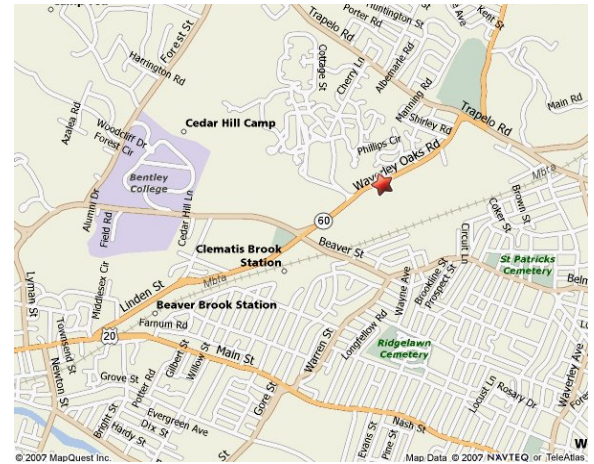 Trapelo Rd
Porter Rd
Huntington St
Kent St
Forest St
Harrington Rd
Cottage St
Cherry Ln
Albemarle Rd
Manning Rd
Main Rd
Trapelo Rd
Azalea Rd
Cedar Hill Camp
Shirley Rd
Woodcliff Dr
Forest Cir
Phillips Cir
Waverley Oaks Rd
Mbta
Bentley
College
Alumni Dr
Field Rd
Cedar Hill Ln
60
Brown St
Coker St
Circuit Ln
Beaver St
Clematis Brook
Station
St Patricks
Cemetery
Lyman St
Middlesex Cir
Mbta
Linden St
Wayne Ave
Brookline St
Prospect St
Belm
Beaver Brook Station
Farnum Rd
20
Townsend St
Newton St
Main St
Warren St
Longfellow Rd
Ridgelawn
Cemetery
Gilbert St
Willow St
Grove St
Potter Rd
Gore St
Locust Ln
Rosary Dr
Waverley Ave
Fores
Bright St
Evergreen Ave
Dix St
Hardy St
Nash St
Evans St
Pine St
W
© 2007 MapQuest Inc.
Map Data © 2007 NAVTEQ or TeleAtlas